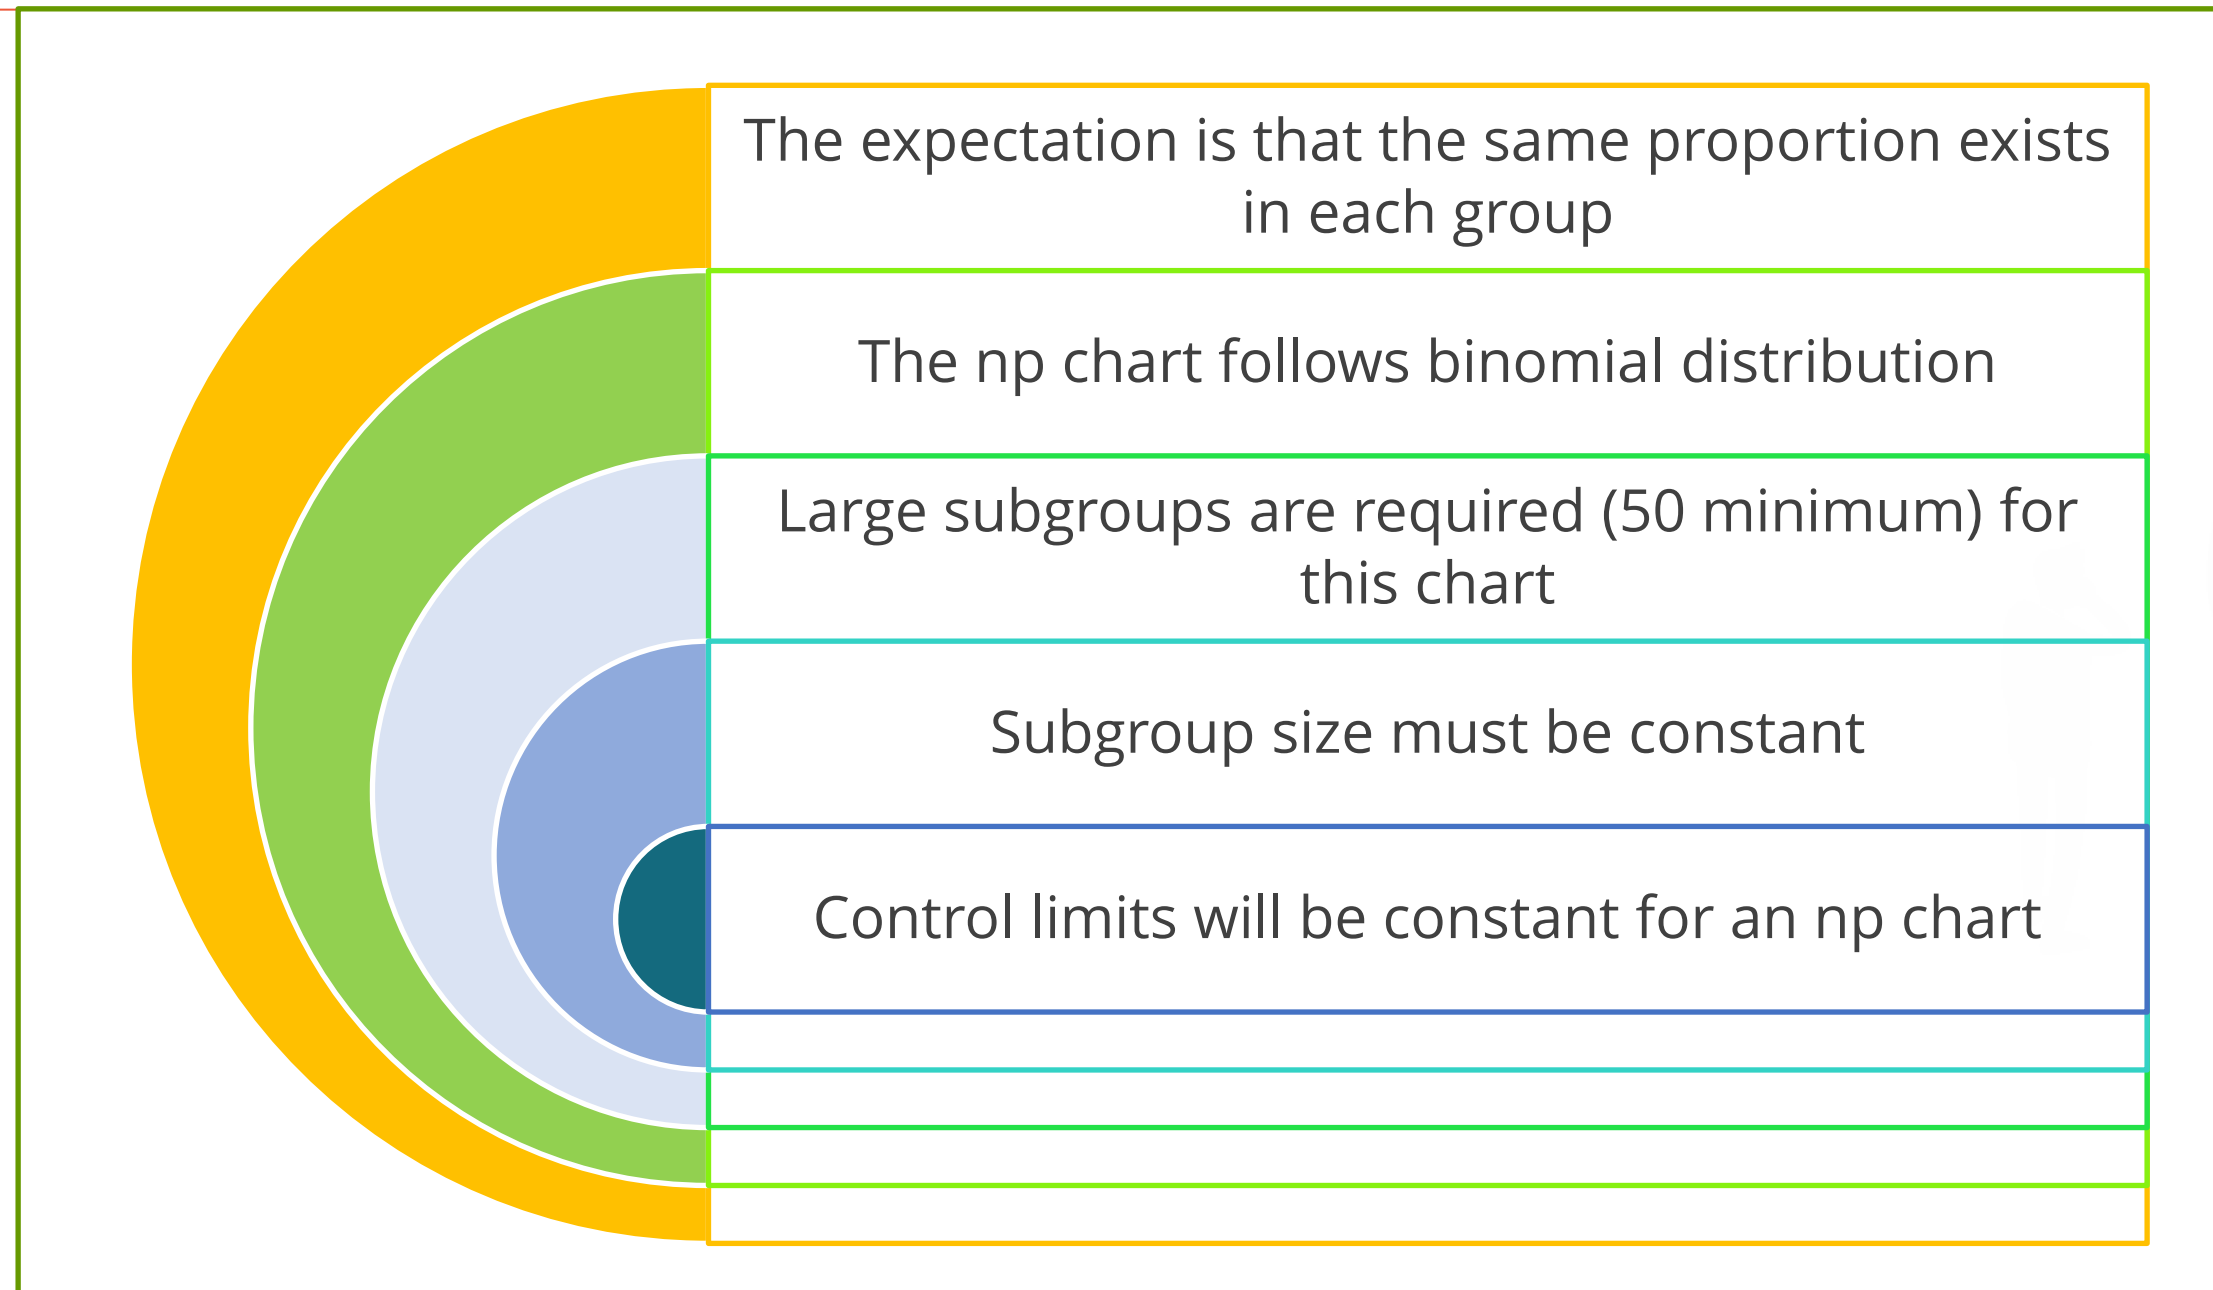 The expectation is that the same proportion exists
in each group
The np chart follows binomial distribution
Large subgroups are required (50 minimum) for
this chart
Subgroup size must be constant
Control limits will be constant for an np chart